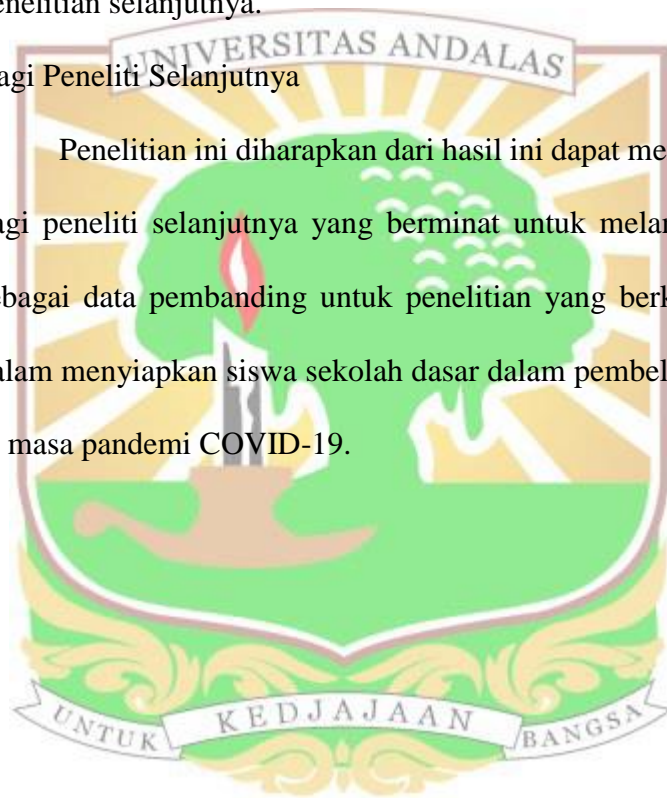 enelitian selanjutnya.
UNIVERSITAS ANDALAS
agi Peneliti Selanjutnya
Penelitian ini diharapkan dari hasil ini dapat me
agi peneliti selanjutnya yang berminat untuk mela
ebagai data pembanding untuk penelitian yang berk
alam menyiapkan siswa sekolah dasar dalam pembel
masa pandemi COVID-19.
UNTUK KEDJAJAAN BANGSA